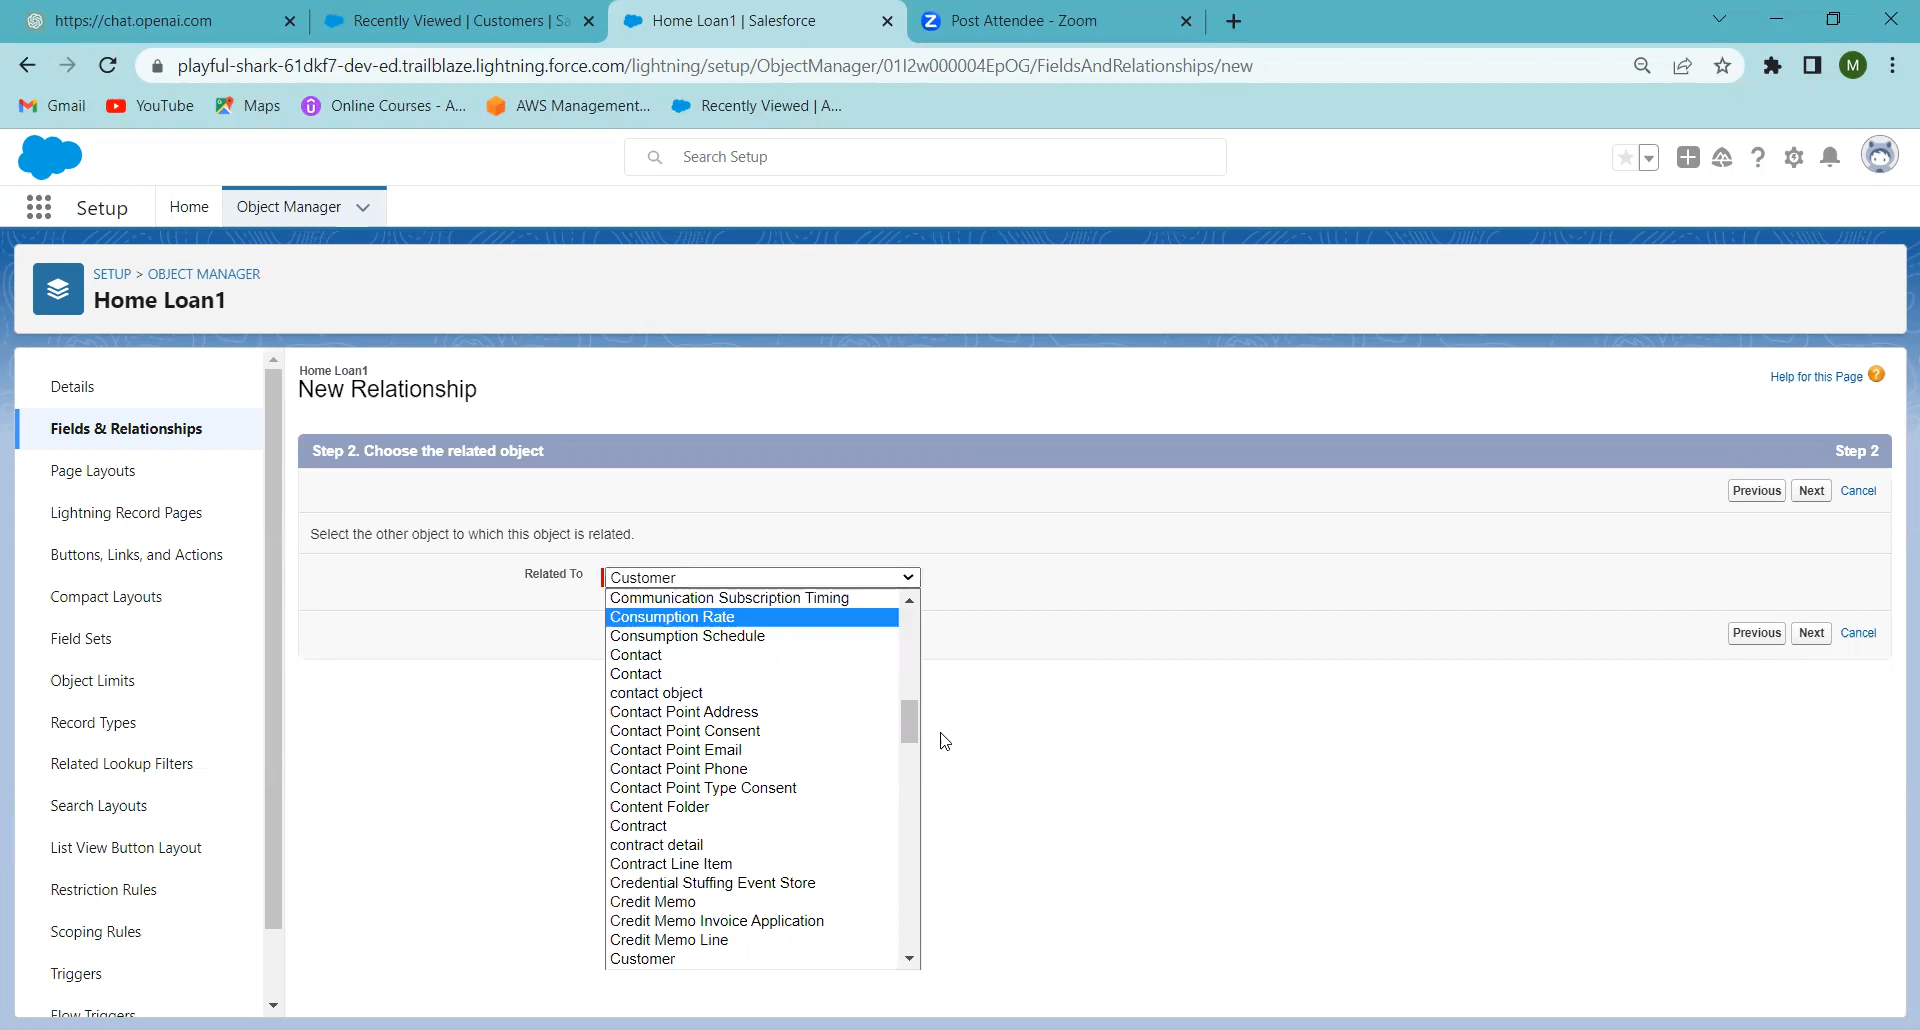 https://chat.openai.com
Recently Viewed | Customers | Sa
Home Loan1 | Salesforce
Post Attendee - Zoom
playful-shark-61dkf7-dev-ed.trailblaze.lightning.force.com/lightning/setup/ObjectManager/01I2w000004EpOG/FieldsAndRelationships/new
M
Gmail
YouTube
Maps
Online Courses - A...
AWS Management...
Recently Viewed | A...
Search Setup
Setup
Home
Object Manager
SETUP > OBJECT MANAGER
Home Loan1
Details
Fields & Relationships
Page Layouts
Lightning Record Pages
Buttons, Links, and Actions
Compact Layouts
Field Sets
Object Limits
Record Types
Related Lookup Filters
Search Layouts
List View Button Layout
Restriction Rules
Scoping Rules
Triggers
Flow Triggers
Home Loan1
New Relationship
Help for this Page
Step 2. Choose the related object
Step 2
Previous
Next
Cancel
Select the other object to which this object is related.
Related To
Customer
Communication Subscription Timing
Consumption Rate
Consumption Schedule
Contact
Contact
contact object
Contact Point Address
Contact Point Consent
Contact Point Email
Contact Point Phone
Contact Point Type Consent
Content Folder
Contract
contract detail
Contract Line Item
Credential Stuffing Event Store
Credit Memo
Credit Memo Invoice Application
Credit Memo Line
Customer
Previous
Next
Cancel